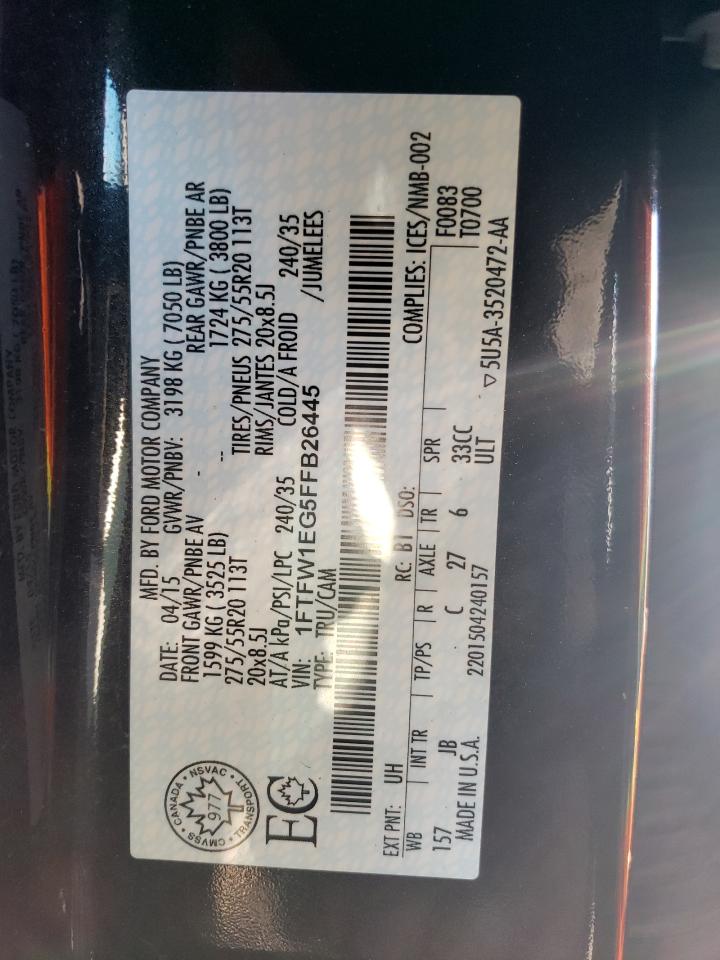 MFD. BY FORD MOTOR COMPANY
DATE: 04/15 GVWR/PNBV: 3198 KG ( 7050 LB)
FRONT GAWR/PNBE AV - REAR GAWR/PNBE AR
1599 KG ( 3525 LB) -- 1724 KG ( 3800 LB)
275/55R20 113T TIRES/PNEUS 275/55R20 113T
20x8.5J RIMS/JANTES 20x8.5J
AT/A kPa/PSI/LPC 240/35 COLD/A FROID 240/35
VIN: 1FTFW1EG5FFB26445 /JUMELEES
TYPE: TRU/CAM
CANADA • NSVAC • TRANSPORT • CMVSS
977
EC
EXT PNT: UH RC: B1 DSO: COMPLIES: ICES/NMB-002
WB INT TR TP/PS R AXLE TR SPR F0083
157 JB C 27 6 33CC T0700
MADE IN U.S.A. 2201504240157 ULT ▽5U5A-3520472-AA